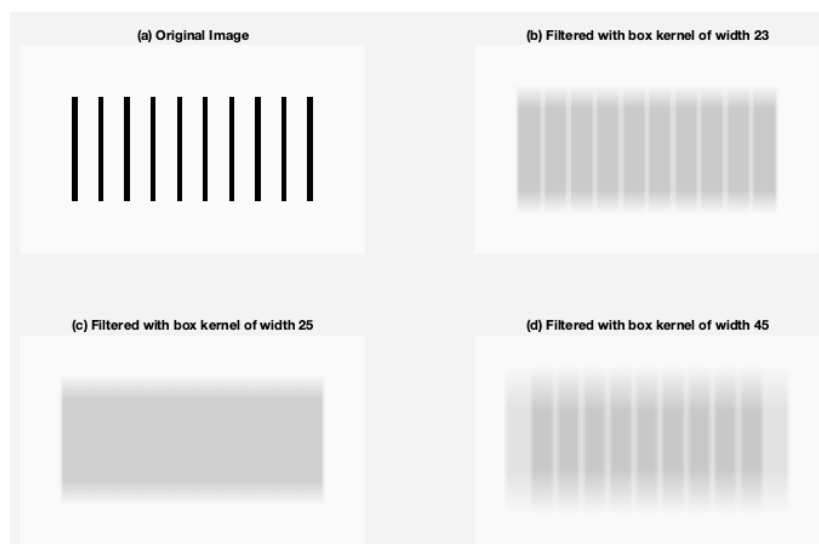 (a) Original Image
(b) Filtered with box kernel of width 23
(c) Filtered with box kernel of width 25
(d) Filtered with box kernel of width 45